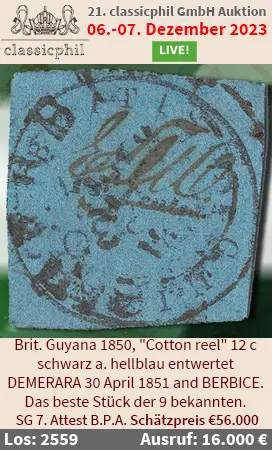 21. classicphil GmbH Auktion
06.-07. Dezember 2023
classicphil
LIVE!
Brit. Guyana 1850, "Cotton reel" 12 c
schwarz a. hellblau entwertet
DEMERARA 30 April 1851 and BERBICE.
Das beste Stück der 9 bekannten.
SG 7. Attest B.P.A. Schätzpreis €56.000
Los: 2559
Ausruf: 16.000 €